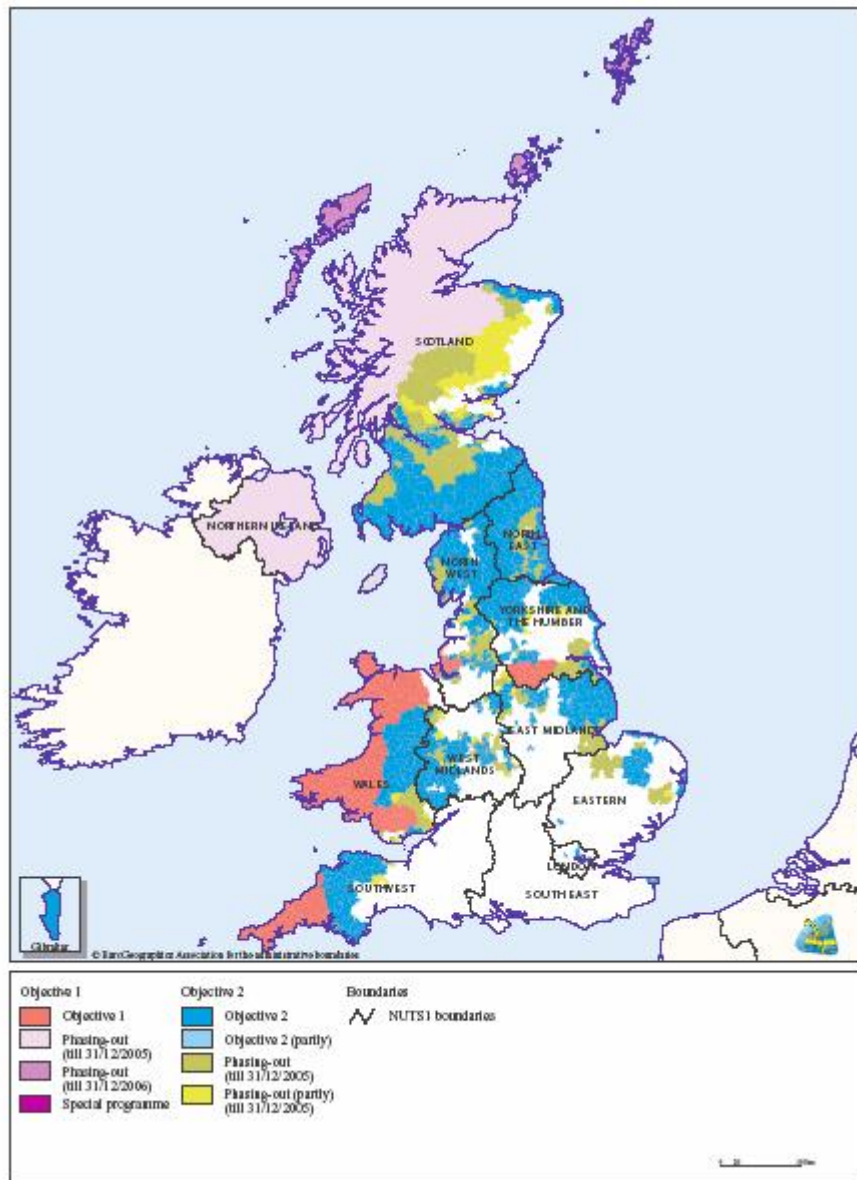 SCOTLAND
NORTHERN IRELAND
NORTH
EAST
NORTH
WEST
YORKSHIRE AND
THE HUMBER
EAST MIDLANDS
WEST
MIDLANDS
WALES
EASTERN
LONDON
SOUTH WEST
SOUTH EAST
Gibraltar
© EuroGeographics Association for the administrative boundaries
Objective 1
Objective 1
Phasing-out
(till 31/12/2005)
Phasing-out
(till 31/12/2006)
Special programme
Objective 2
Objective 2
Objective 2 (partly)
Phasing-out
(till 31/12/2005)
Phasing-out (partly)
(till 31/12/2005)
Boundaries
NUTS1 boundaries
0